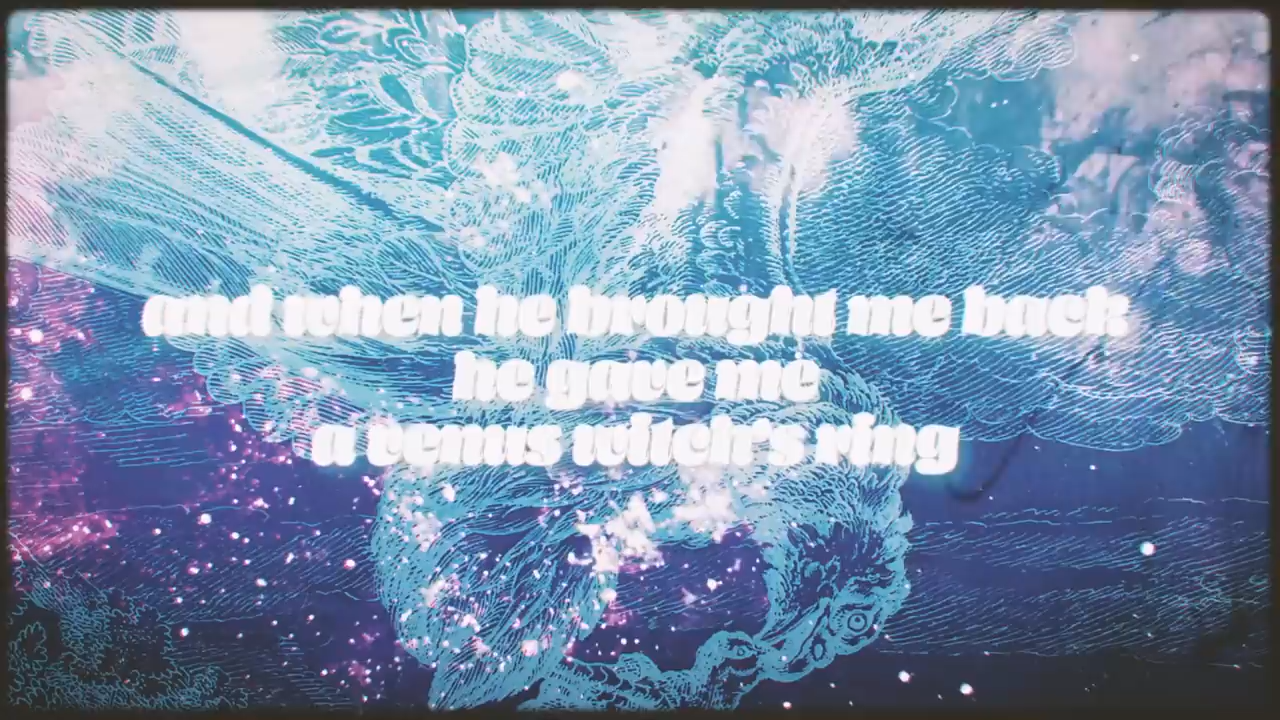 and when he brought me back
he gave me
a venus witch's ring